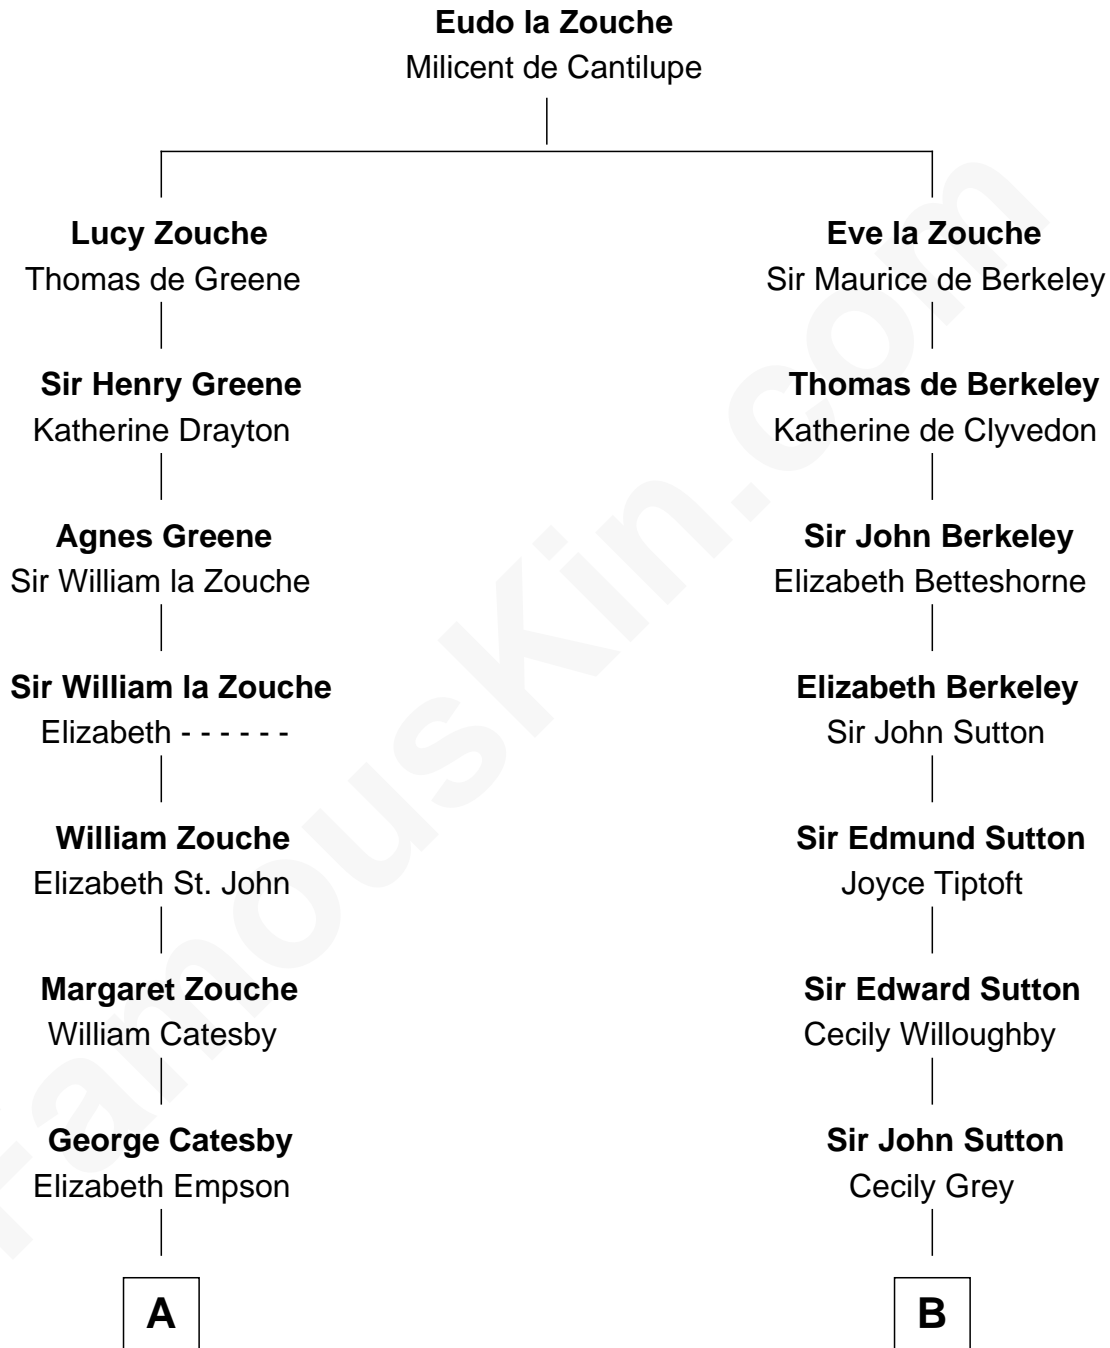 Eudo la Zouche
Milicent de Cantilupe
Lucy Zouche
Thomas de Greene
Eve la Zouche
Sir Maurice de Berkeley
Sir Henry Greene
Katherine Drayton
Thomas de Berkeley
Katherine de Clyvedon
Agnes Greene
Sir William la Zouche
Sir John Berkeley
Elizabeth Betteshorne
Sir William la Zouche
Elizabeth - - - - - -
Elizabeth Berkeley
Sir John Sutton
William Zouche
Elizabeth St. John
Sir Edmund Sutton
Joyce Tiptoft
Margaret Zouche
William Catesby
Sir Edward Sutton
Cecily Willoughby
George Catesby
Elizabeth Empson
Sir John Sutton
Cecily Grey
A
B
FamousKin.com